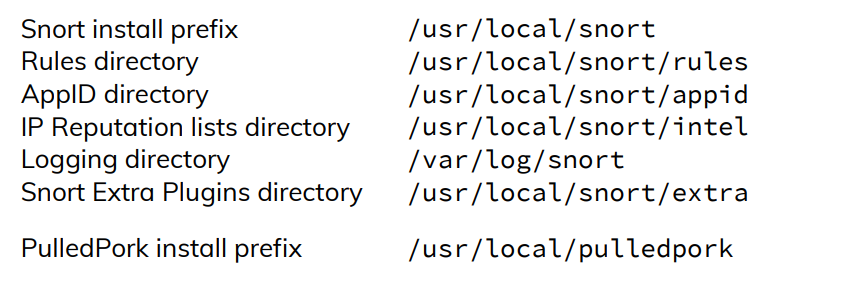 Snort install prefix /usr/local/snort
Rules directory /usr/local/snort/rules
AppID directory /usr/local/snort/appid
IP Reputation lists directory /usr/local/snort/intel
Logging directory /var/log/snort
Snort Extra Plugins directory /usr/local/snort/extra
PulledPork install prefix /usr/local/pulledpork